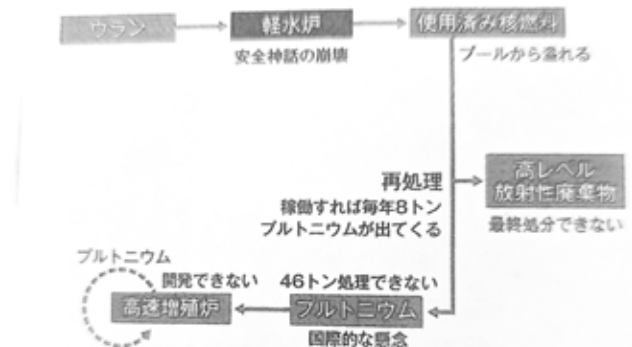 ウラン
軽水炉
使用済み核燃料
安全神話の崩壊
プールから溢れる
高レベル
放射性廃棄物
再処理
稼働すれば毎年8トン
プルトニウムが出てくる
最終処分できない
プルトニウム
開発できない
46トン処理できない
高速増殖炉
プルトニウム
国際的な懸念